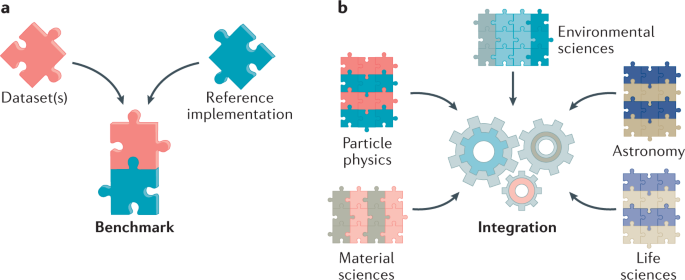 a
Dataset(s)
Reference
implementation
Benchmark
b
Environmental
sciences
Particle
physics
Astronomy
Material
sciences
Integration
Life
sciences